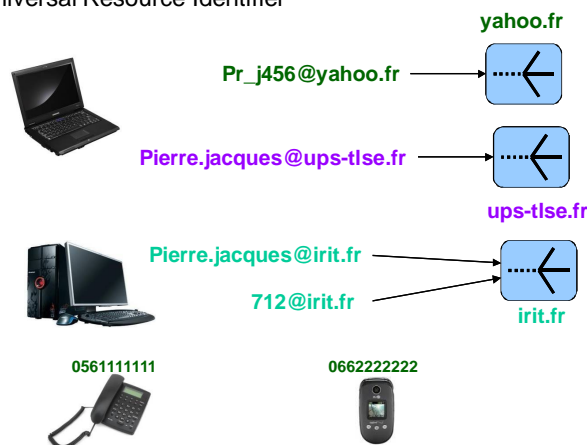 niversal Resource Identifier
yahoo.fr
Pr_j456@yahoo.fr
Pierre.jacques@ups-tlse.fr
ups-tlse.fr
Pierre.jacques@irit.fr
712@irit.fr
irit.fr
0561111111
0662222222